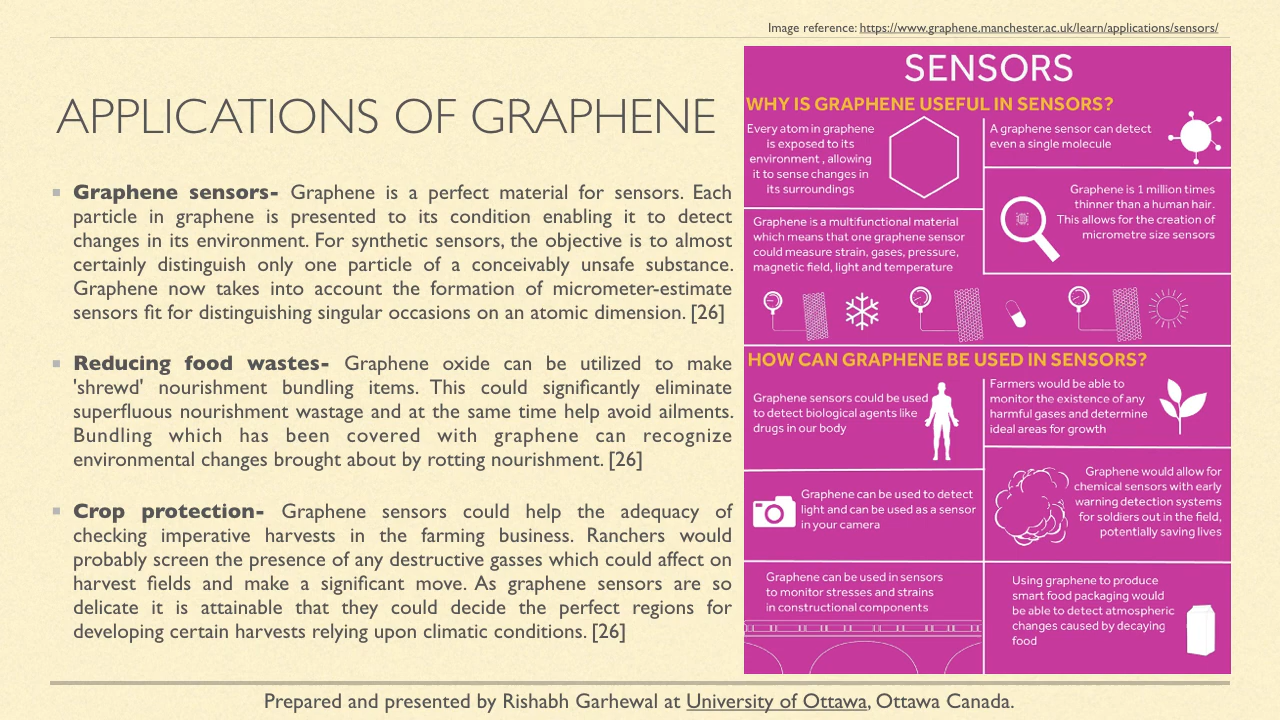 Image reference: https://www.graphene.manchester.ac.uk/learn/applications/sensors/
APPLICATIONS OF GRAPHENE
Graphene sensors- Graphene is a perfect material for sensors. Each
particle in graphene is presented to its condition enabling it to detect
changes in its environment. For synthetic sensors, the objective is to almost
certainly distinguish only one particle of a conceivably unsafe substance.
Graphene now takes into account the formation of micrometer-estimate
sensors fit for distinguishing singular occasions on an atomic dimension. [26]
Reducing food wastes- Graphene oxide can be utilized to make
'shrewd' nourishment bundling items. This could significantly eliminate
superfluous nourishment wastage and at the same time help avoid ailments.
Bundling which has been covered with graphene can recognize
environmental changes brought about by rotting nourishment. [26]
Crop protection- Graphene sensors could help the adequacy of
checking imperative harvests in the farming business. Ranchers would
probably screen the presence of any destructive gasses which could affect on
harvest fields and make a significant move. As graphene sensors are so
delicate it is attainable that they could decide the perfect regions for
developing certain harvests relying upon climatic conditions. [26]
SENSORS
WHY IS GRAPHENE USEFUL IN SENSORS?
Every atom in graphene
is exposed to its
environment , allowing
it to sense changes in
its surroundings
A graphene sensor can detect
even a single molecule
Graphene is 1 million times
thinner than a human hair.
This allows for the creation of
micrometre size sensors
Graphene is a multifunctional material
which means that one graphene sensor
could measure strain, gases, pressure,
magnetic field, light and temperature
HOW CAN GRAPHENE BE USED IN SENSORS?
Graphene sensors could be used
to detect biological agents like
drugs in our body
Farmers would be able to
monitor the existence of any
harmful gases and determine
ideal areas for growth
Graphene can be used to detect
light and can be used as a sensor
in your camera
Graphene would allow for
chemical sensors with early
warning detection systems
for soldiers out in the field,
potentially saving lives
Graphene can be used in sensors
to monitor stresses and strains
in constructional components
Using graphene to produce
smart food packaging would
be able to detect atmospheric
changes caused by decaying
food
Prepared and presented by Rishabh Garhewal at University of Ottawa, Ottawa Canada.